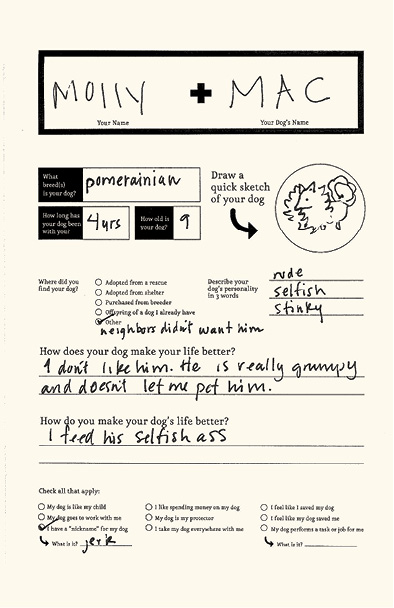 MOLLY + MAC
Your Name Your Dog's Name
What breed(s) is your dog? pomerainian
How long has your dog been with you? 4 yrs
How old is your dog? 9
Draw a quick sketch of your dog
Where did you find your dog?
Adopted from a rescue
Adopted from shelter
Purchased from breeder
Offspring of a dog I already have
Other
neighbors didn't want him
Describe your dog's personality in 3 words
rude
selfish
stinky
How does your dog make your life better?
I don't like him. He is really grumpy
and doesn't let me pet him.
How do you make your dog's life better?
I feed his selfish ass
Check all that apply:
My dog is like my child
My dog goes to work with me
I have a "nickname" for my dog
What is it? jerk
I like spending money on my dog
My dog is my protector
I take my dog everywhere with me
I feel like I saved my dog
I feel like my dog saved me
My dog performs a task or job for me
What is it?